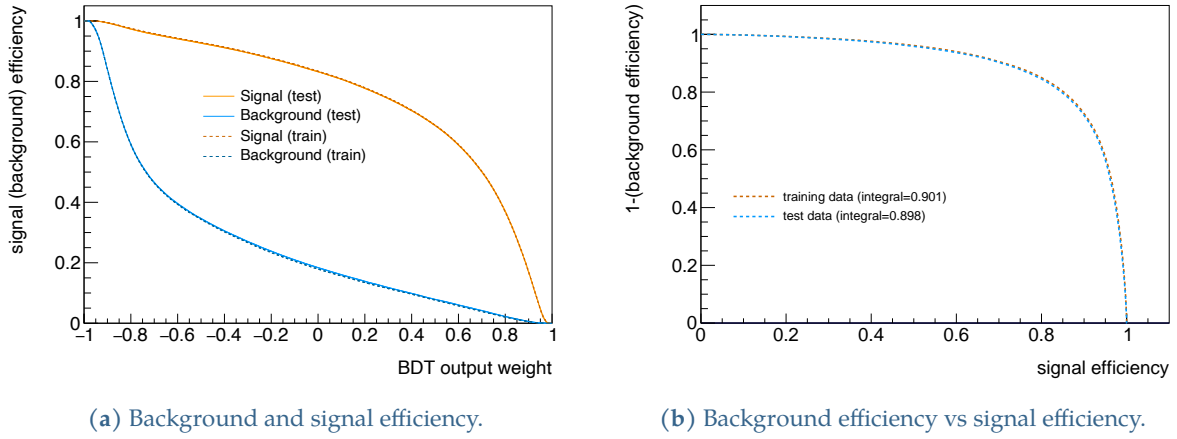 signal (background) efficiency
1
0.8
0.6
0.4
0.2
0
Signal (test)
Background (test)
Signal (train)
Background (train)
−1 −0.8 −0.6 −0.4 −0.2 0 0.2 0.4 0.6 0.8 1
BDT output weight
(a) Background and signal efficiency.
1-(background efficiency)
1
0.8
0.6
0.4
0.2
0
training data (integral=0.901)
test data (integral=0.898)
0 0.2 0.4 0.6 0.8 1
signal efficiency
(b) Background efficiency vs signal efficiency.